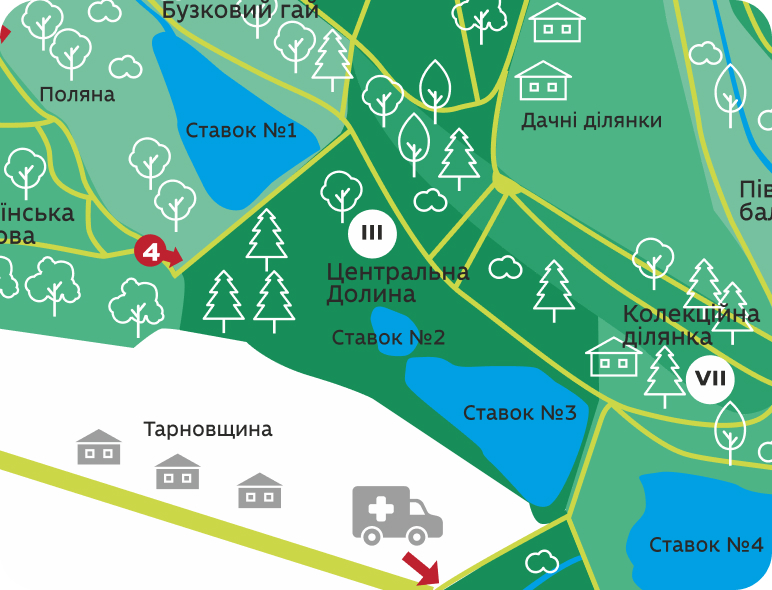 Бузковий гай
Поляна
Ставок №1
Дачні ділянки
Пів
бал
їнська
ова
4
III
Центральна
Долина
Колекційна
ділянка
Ставок №2
VII
Ставок №3
Тарновщина
Ставок №4